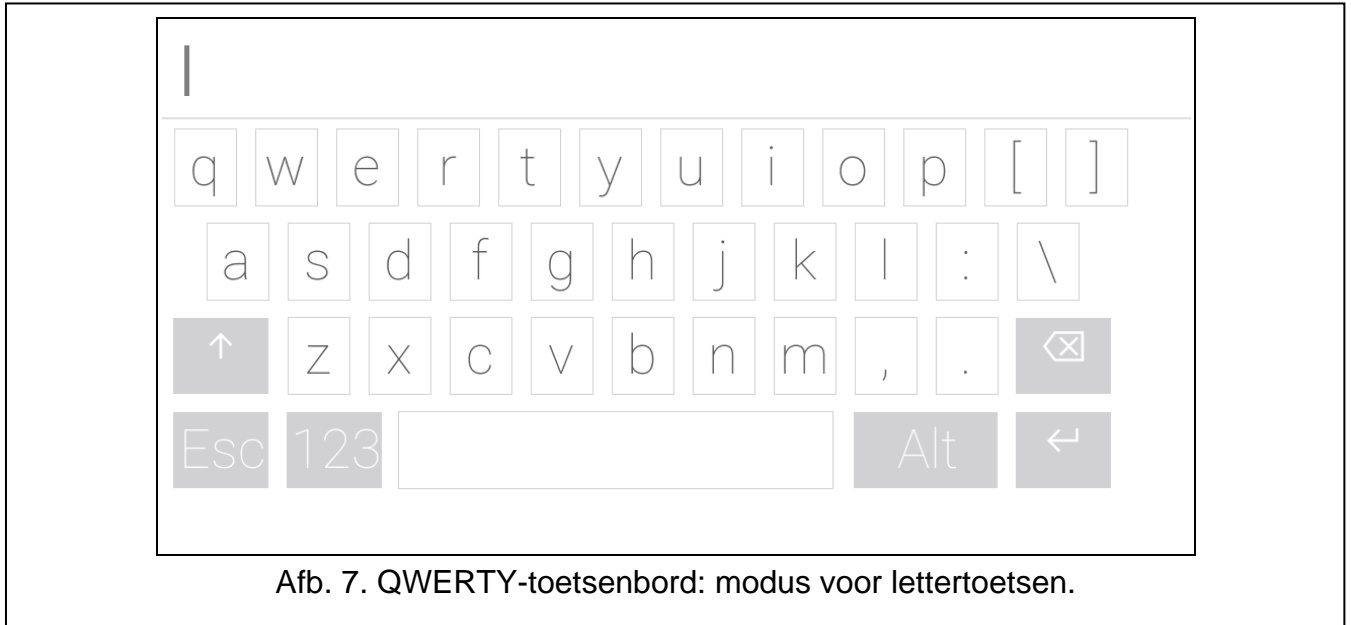 q w e r t y u i o p [ ]
a s d f g h j k l : \
↑ z x c v b n m , . ⌫
Esc 123 Alt ↵
Afb. 7. QWERTY-toetsenbord: modus voor lettertoetsen.